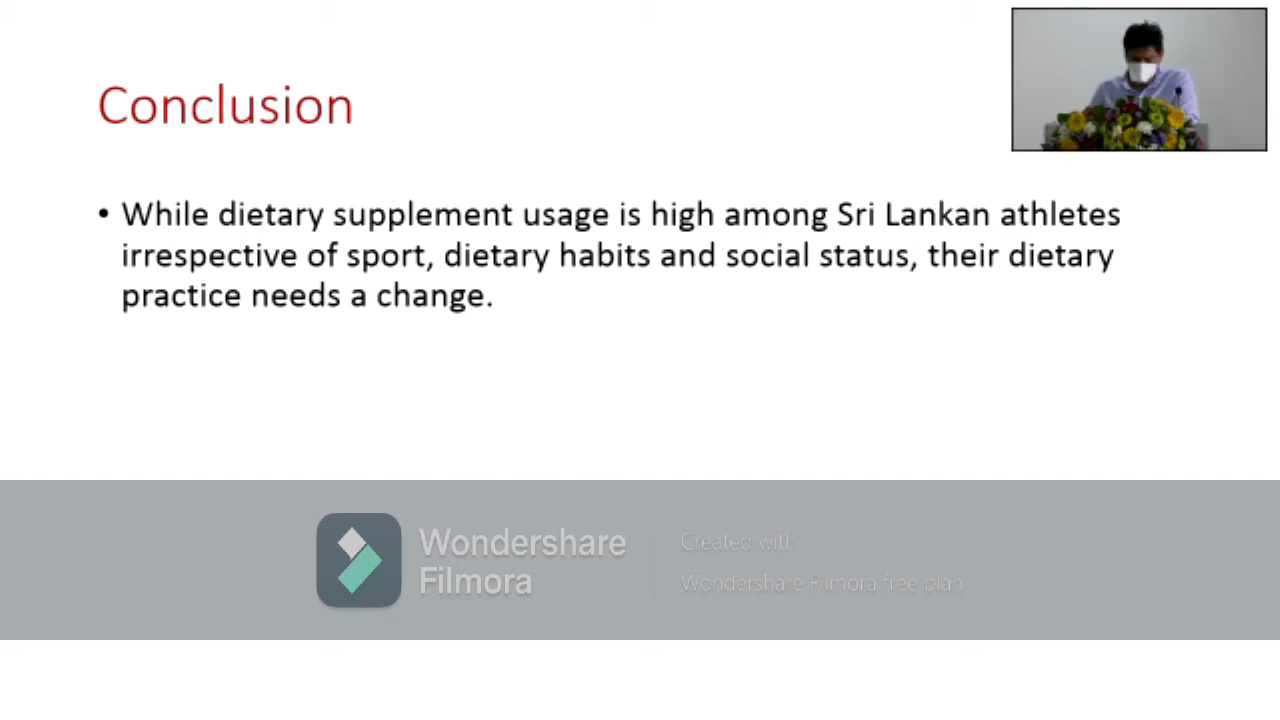 Conclusion
• While dietary supplement usage is high among Sri Lankan athletes
irrespective of sport, dietary habits and social status, their dietary
practice needs a change.
Wondershare
Filmora
Created with
Wondershare Filmora free plan